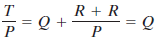 T/P = Q + (R + R)/P = Q